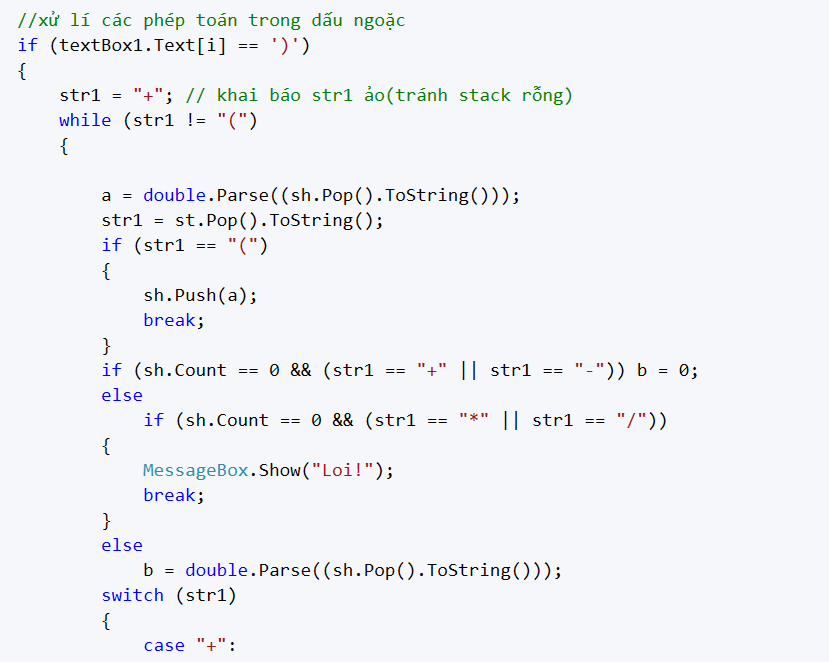 //xử lí các phép toán trong dấu ngoặc
if (textBox1.Text[i] == ')')
{
    str1 = "+"; // khai báo str1 ảo(tránh stack rỗng)
    while (str1 != "(")
    {

        a = double.Parse((sh.Pop().ToString()));
        str1 = st.Pop().ToString();
        if (str1 == "(")
        {
            sh.Push(a);
            break;
        }
        if (sh.Count == 0 && (str1 == "+" || str1 == "-")) b = 0;
        else
            if (sh.Count == 0 && (str1 == "*" || str1 == "/"))
        {
            MessageBox.Show("Loi!");
            break;
        }
        else
            b = double.Parse((sh.Pop().ToString()));
        switch (str1)
        {
            case "+":